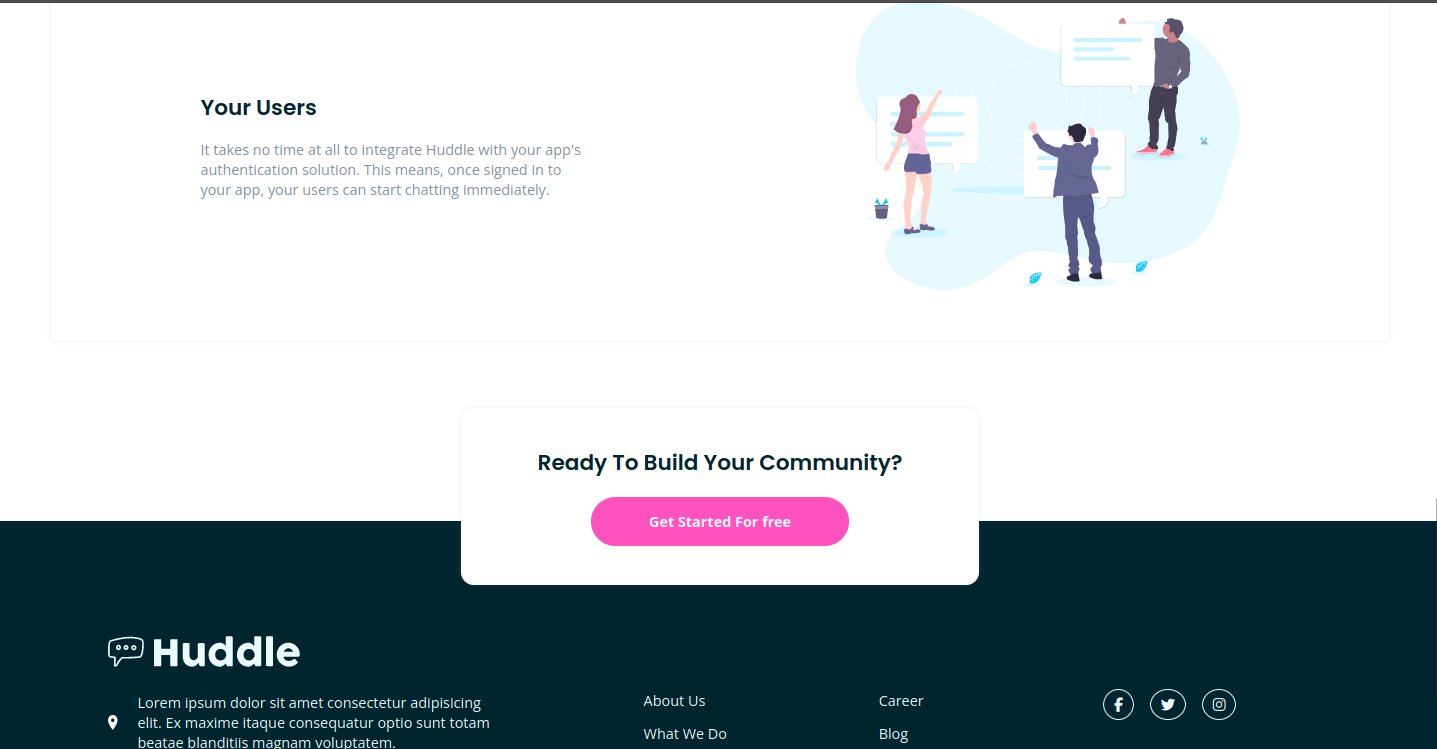 Your Users
It takes no time at all to integrate Huddle with your app's
authentication solution. This means, once signed in to
your app, your users can start chatting immediately.
Ready To Build Your Community?
Get Started For free
Huddle
Lorem ipsum dolor sit amet consectetur adipisicing
elit. Ex maxime itaque consequatur optio sunt totam
beatae blanditiis magnam voluptatem.
About Us
What We Do
Career
Blog